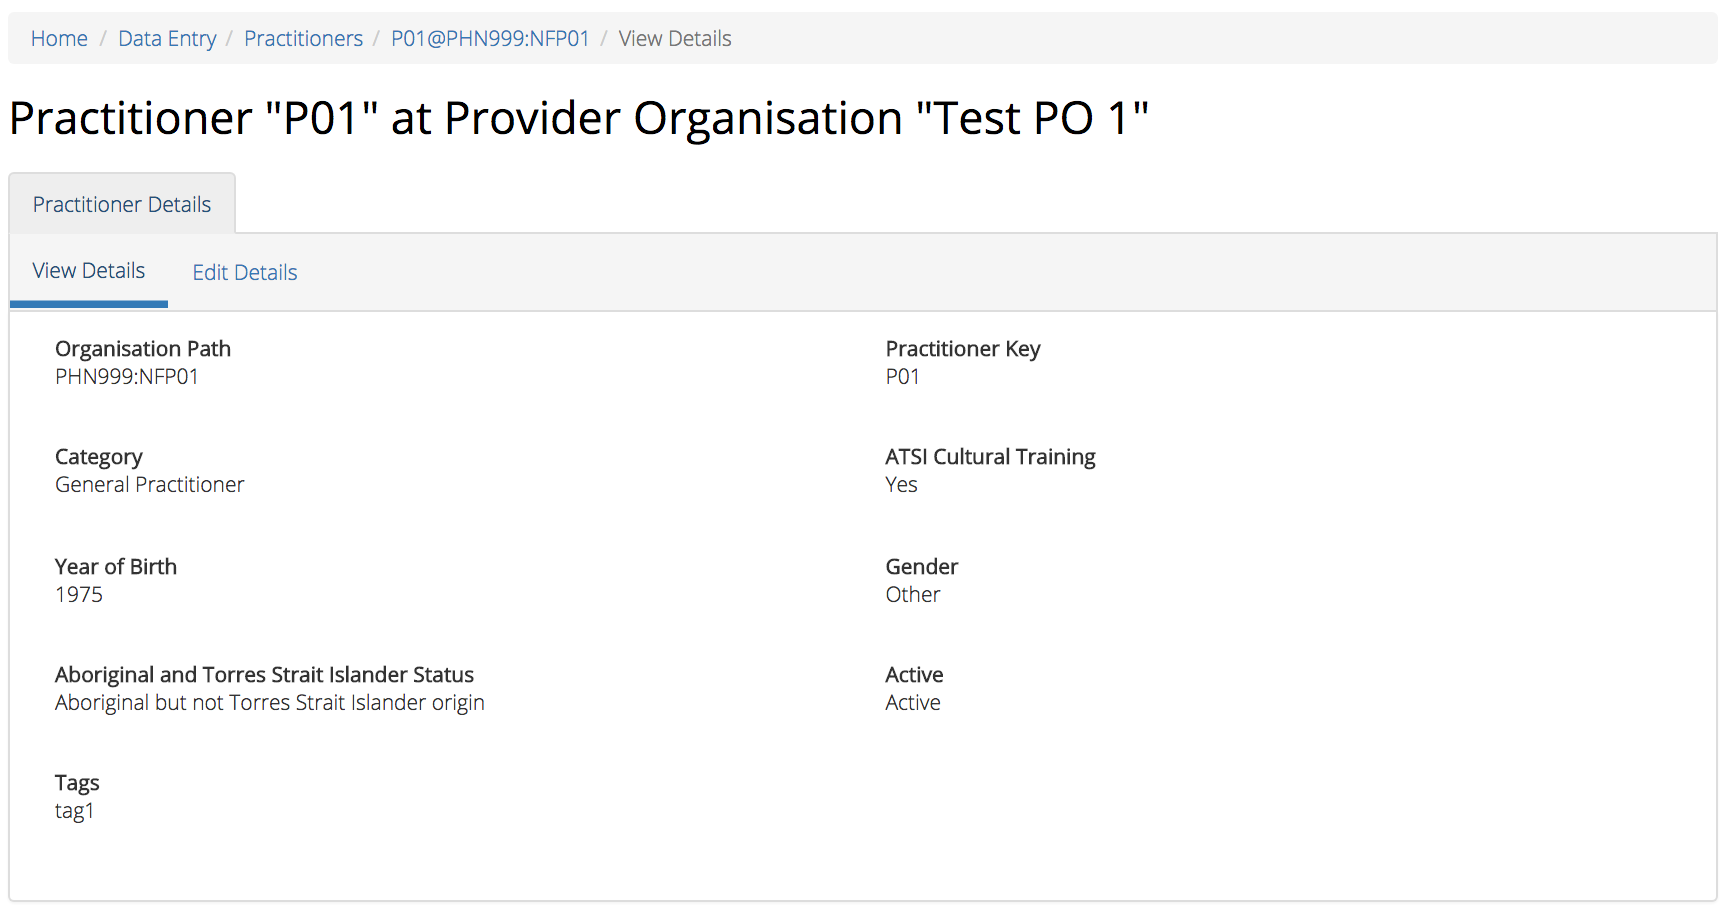 Home / Data Entry / Practitioners / P01@PHN999:NFP01 / View Details
Practitioner "P01" at Provider Organisation "Test PO 1"
Practitioner Details
View Details Edit Details
Organisation Path
PHN999:NFP01
Practitioner Key
P01
Category
General Practitioner
ATSI Cultural Training
Yes
Year of Birth
1975
Gender
Other
Aboriginal and Torres Strait Islander Status
Aboriginal but not Torres Strait Islander origin
Active
Active
Tags
tag1